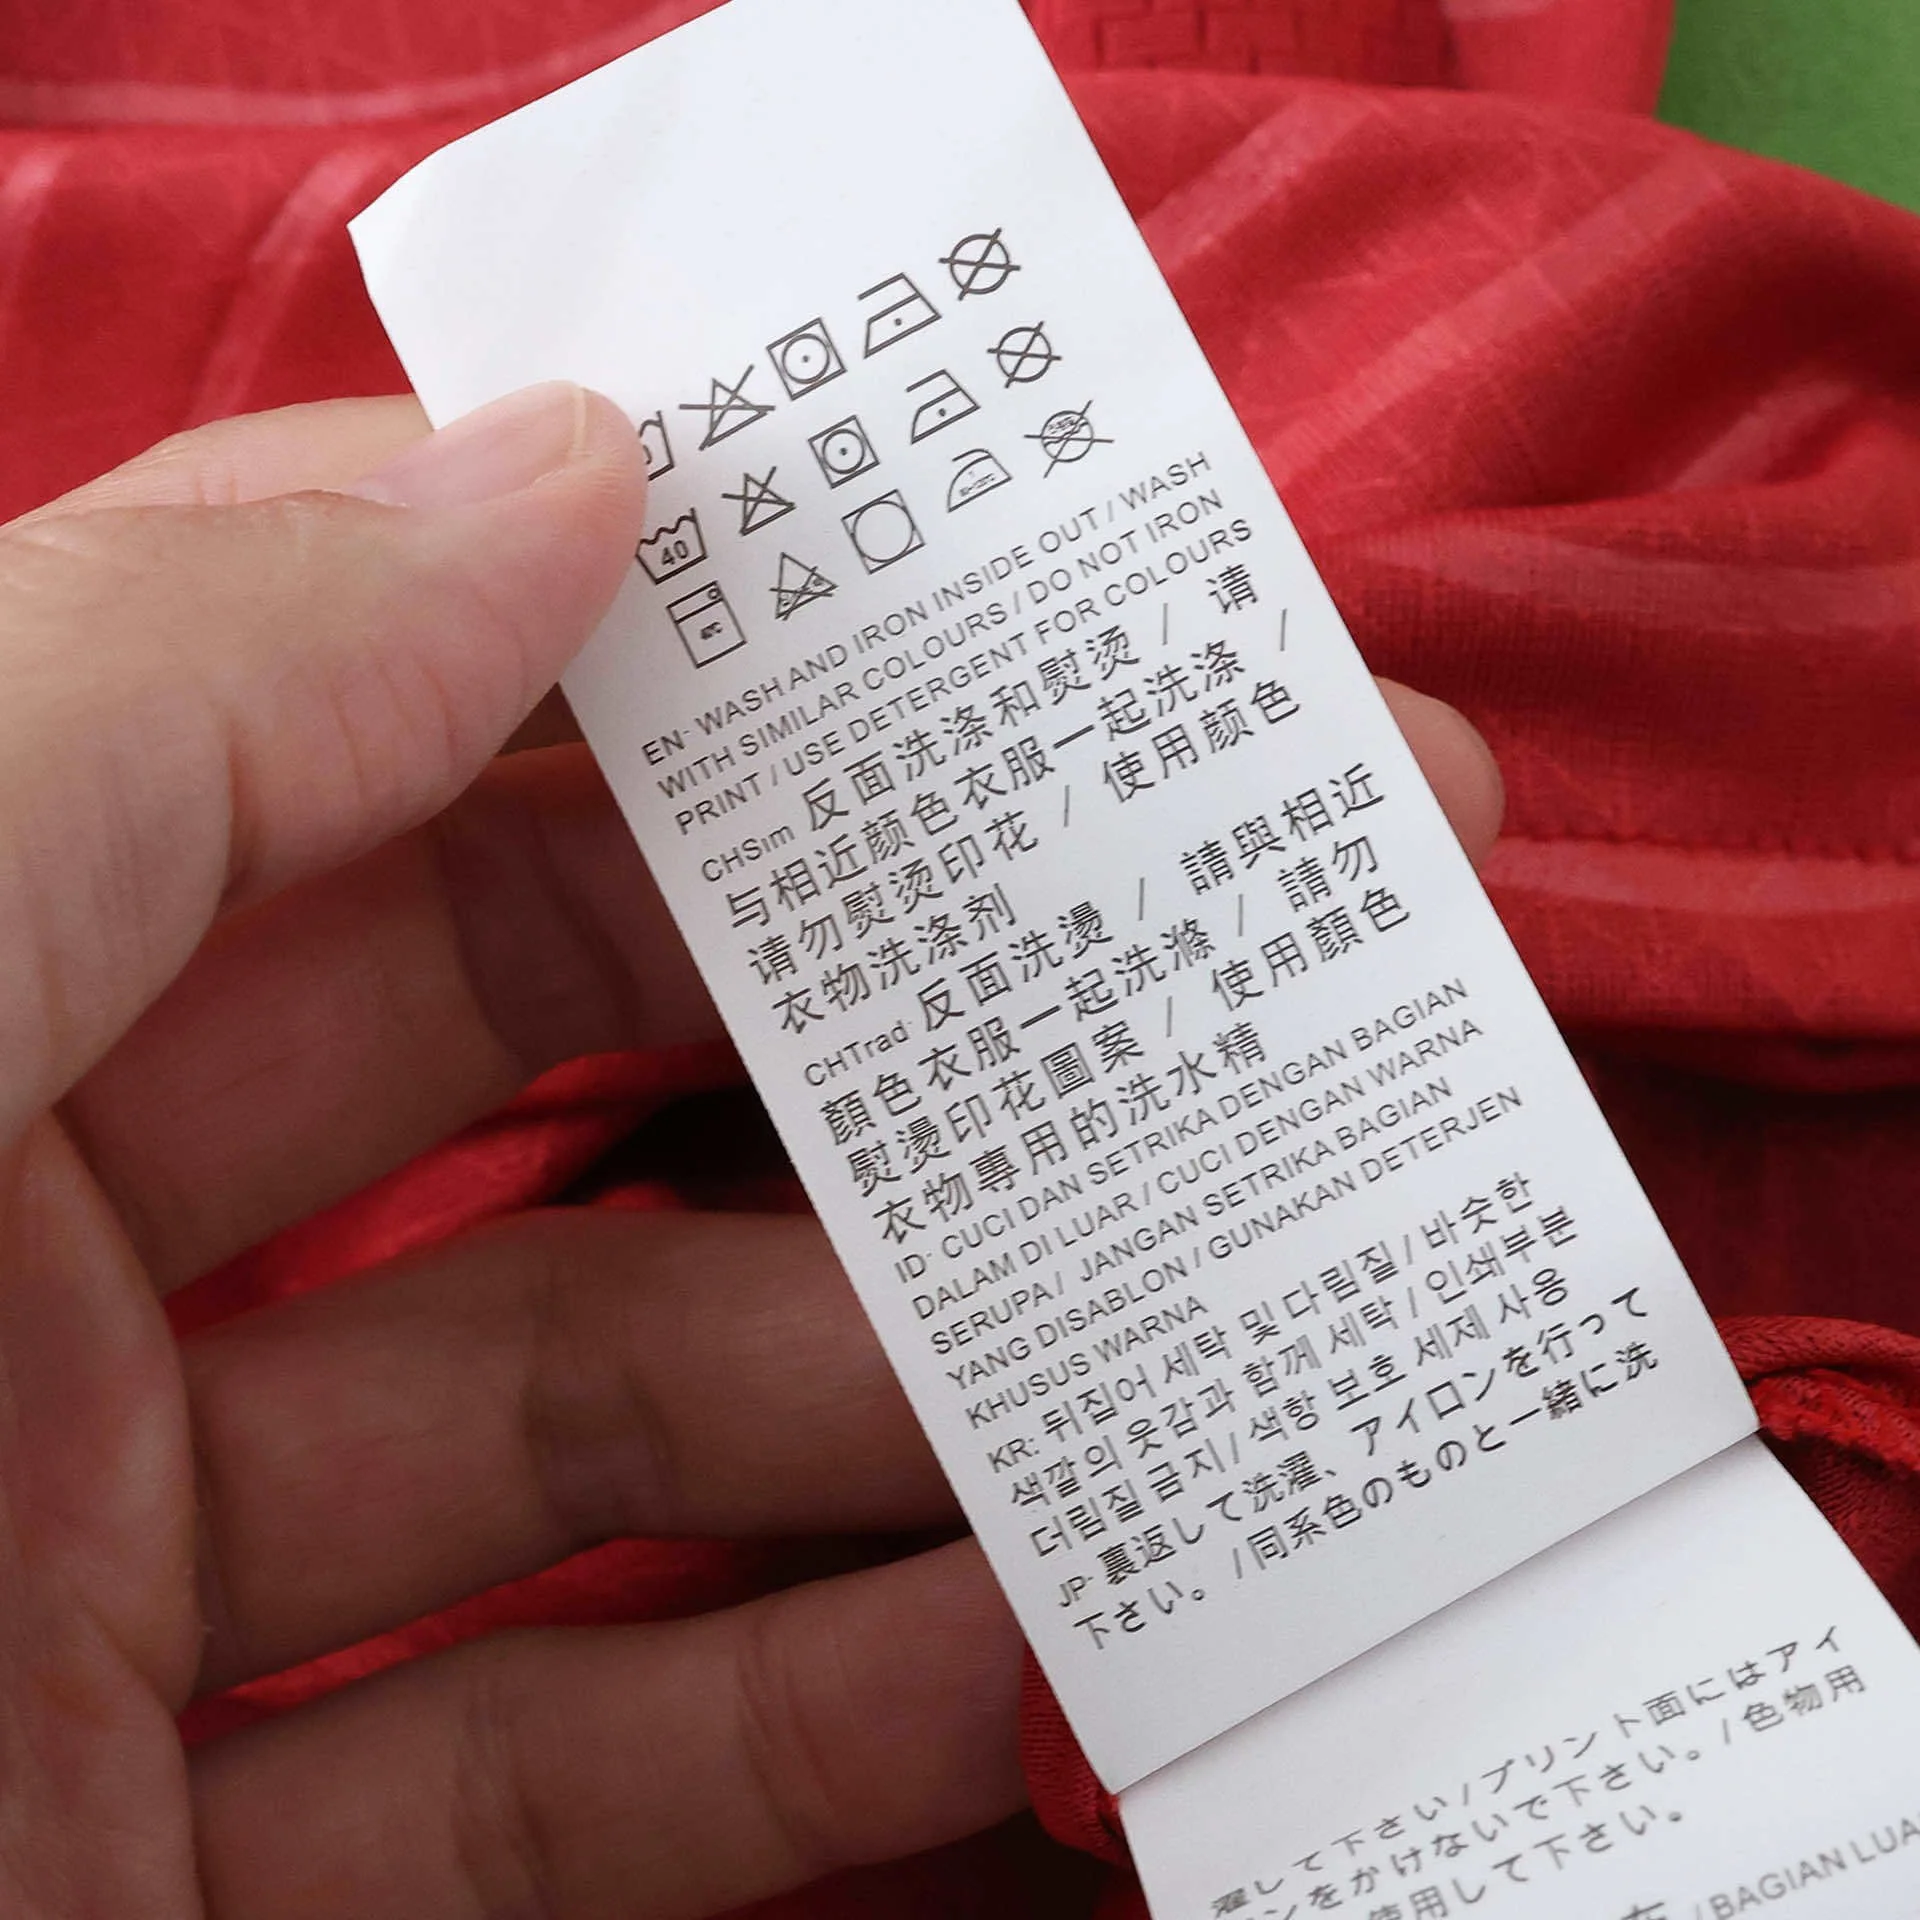 40
40℃
EN· WASH AND IRON INSIDE OUT / WASH
WITH SIMILAR COLOURS / DO NOT IRON
PRINT / USE DETERGENT FOR COLOURS
CHSim 反面洗涤和熨烫 / 请
与相近颜色衣服一起洗涤 /
请勿熨烫印花 / 使用颜色
衣物洗涤剂
CHTrad· 反面洗燙 / 請與相近
顏色衣服一起洗滌 / 請勿
熨燙印花圖案 / 使用顏色
衣物專用的洗水精
ID· CUCI DAN SETRIKA DENGAN BAGIAN
DALAM DI LUAR / CUCI DENGAN WARNA
SERUPA / JANGAN SETRIKA BAGIAN
YANG DISABLON / GUNAKAN DETERJEN
KHUSUS WARNA
KR: 뒤집어 세탁 및 다림질 / 바슷한
색깔의 옷감과 함께 세탁 / 인쇄부분
더림질 금지 / 색항 보호 세제 사용
JP· 裏返して洗濯、アイロンを行って
下さい。/ 同系色のものと一緒に洗
濯して下さい / プリント面にはアイ
ンをかけないで下さい。/ 色物用
使用して下さい。
/ BAGIAN LUA